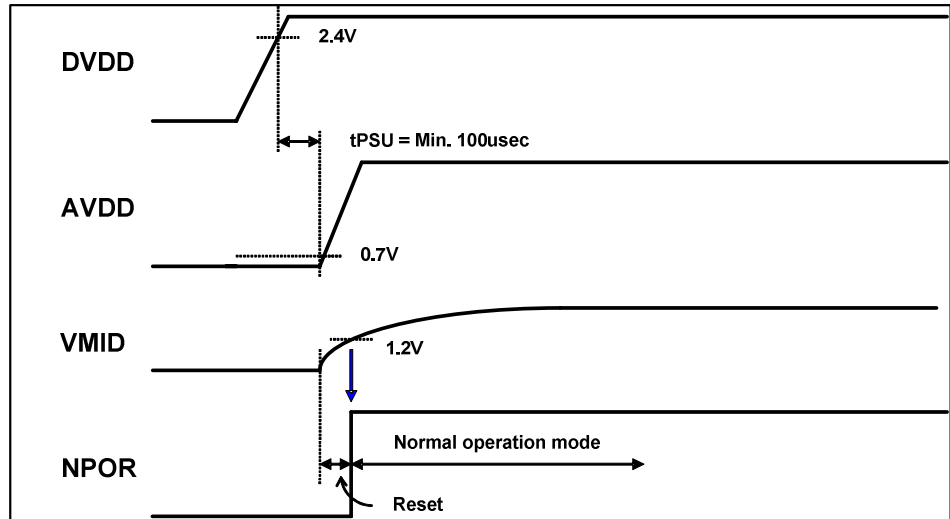 DVDD
2.4V
tPSU = Min. 100usec
AVDD
0.7V
VMID
1.2V
Normal operation mode
NPOR
Reset